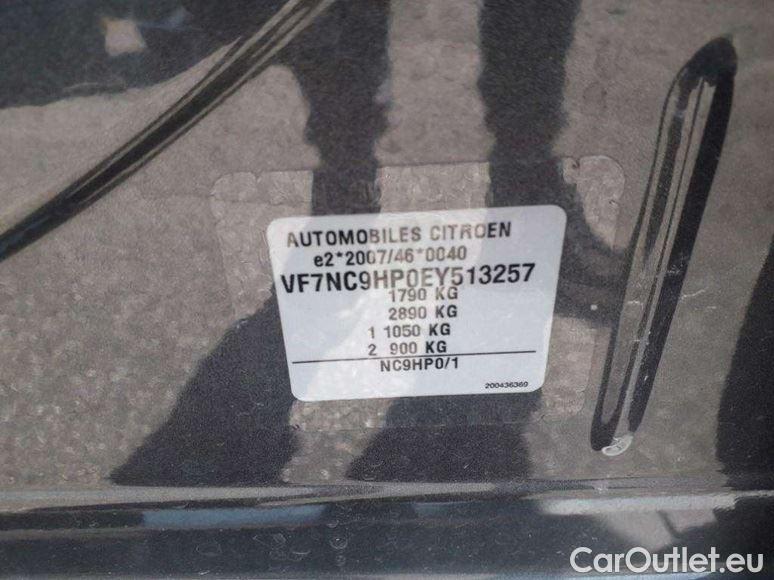 AUTOMOBILES CITROEN
e2*2007/46*0040
VF7NC9HP0EY513257
1790 KG
2890 KG
1 1050 KG
2 900 KG
NC9HP0/1
200436369
CarOutlet.eu